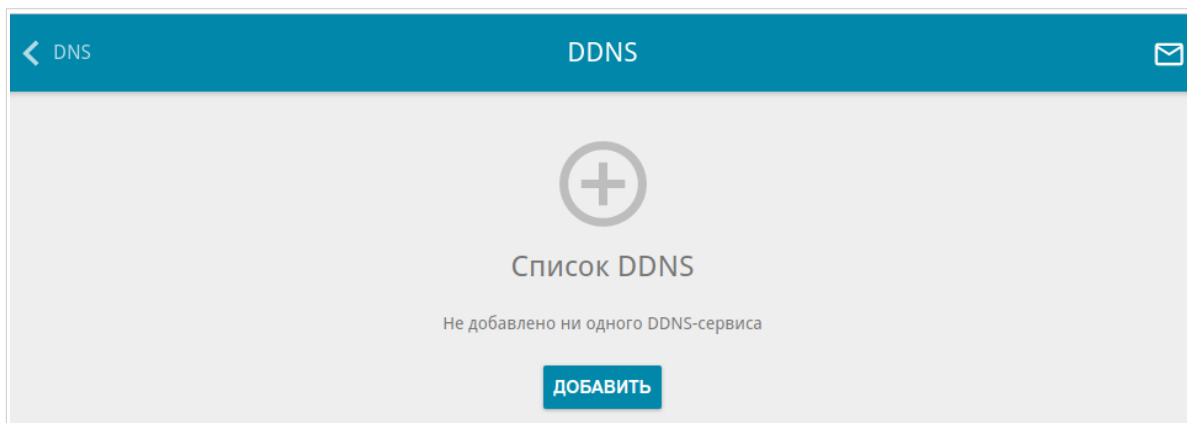 DNS
DDNS
Список DDNS
Не добавлено ни одного DDNS-сервиса
ДОБАВИТЬ